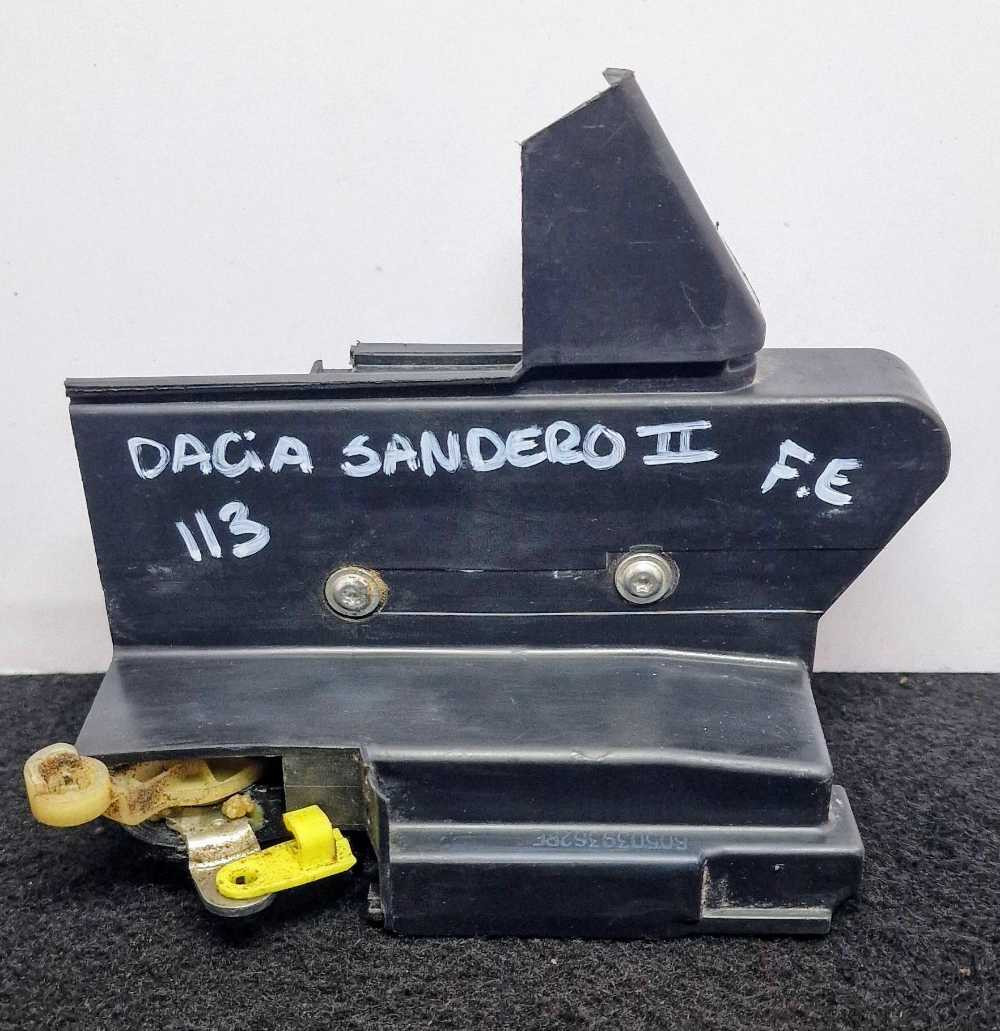 DACiA SANDERO II F.E
113